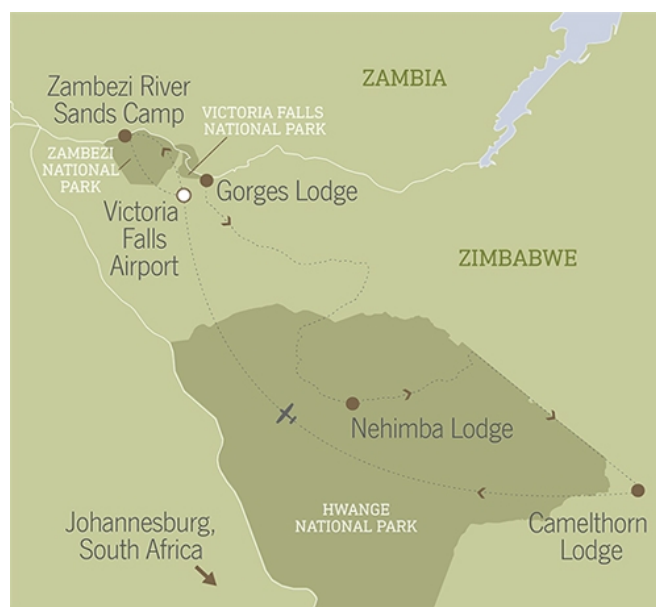 ZAMBIA
Zambezi River
Sands Camp
VICTORIA FALLS
NATIONAL PARK
ZAMBEZI
NATIONAL
PARK
Gorges Lodge
Victoria
Falls
Airport
ZIMBABWE
Nehimba Lodge
HWANGE
NATIONAL PARK
Camelthorn
Lodge
Johannesburg,
South Africa